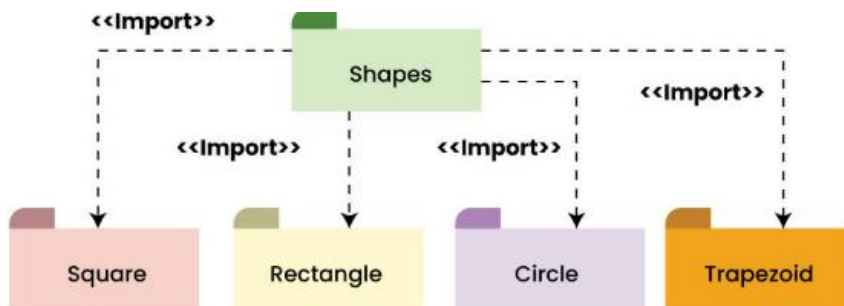 <<Import>>
Shapes
<<Import>>
<<Import>>
<<Import>>
Square
Rectangle
Circle
Trapezoid